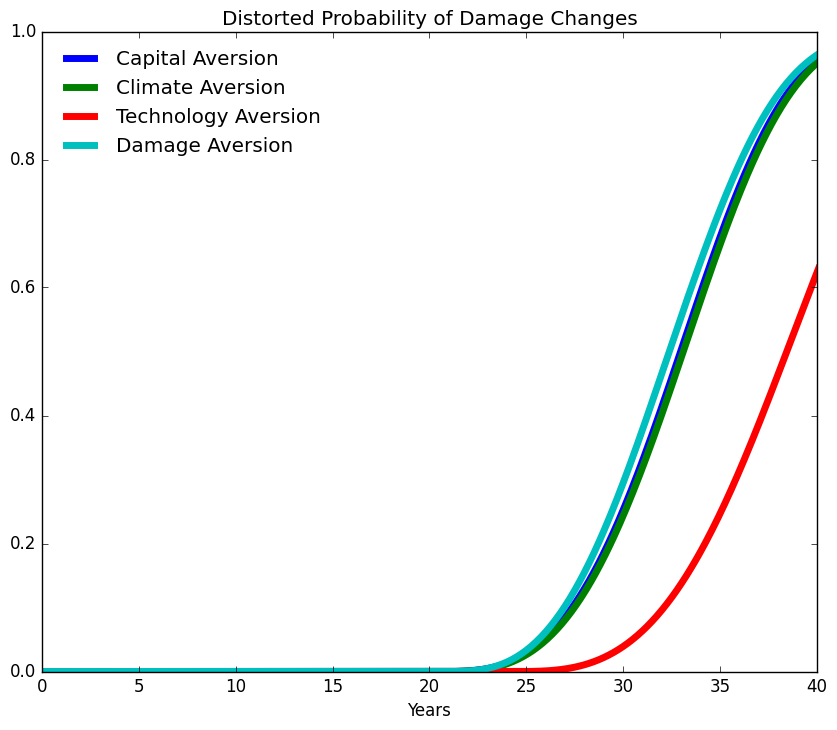 Distorted Probability of Damage Changes
1.0
Capital Aversion
Climate Aversion
Technology Aversion
Damage Aversion
0.8
0.6
0.4
0.2
0.0
0 5 10 15 20 25 30 35 40
Years